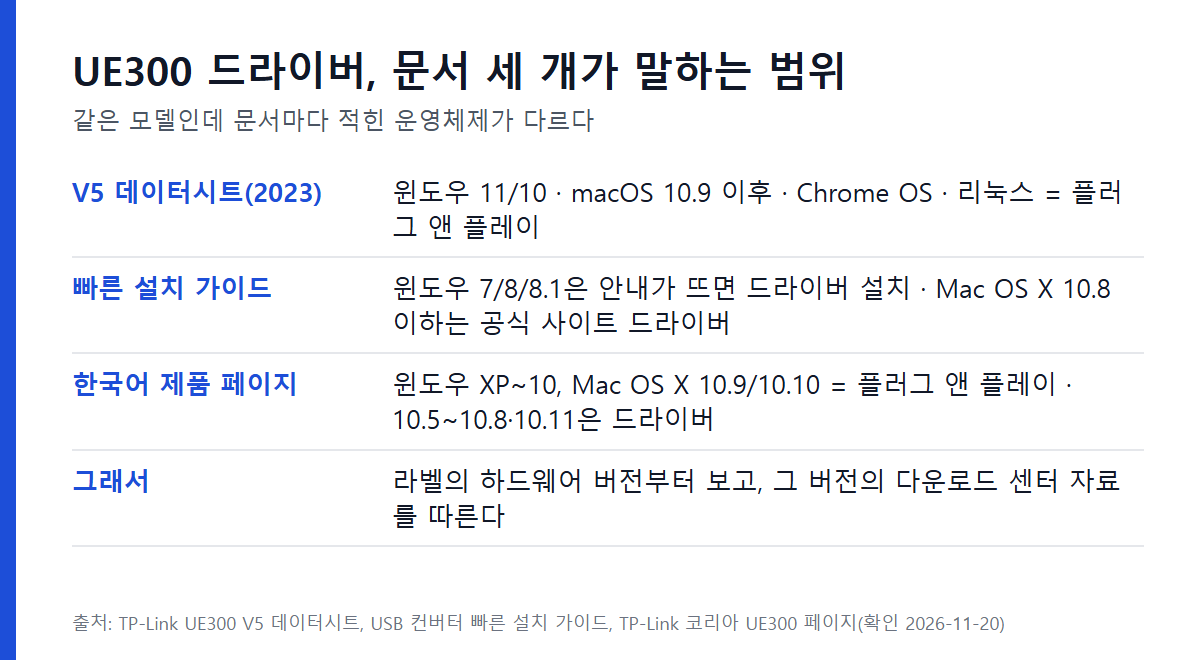 UE300 드라이버, 문서 세 개가 말하는 범위
같은 모델인데 문서마다 적힌 운영체제가 다르다
V5 데이터시트(2023)
윈도우 11/10 · macOS 10.9 이후 · Chrome OS · 리눅스 = 플러
그 앤 플레이
빠른 설치 가이드
윈도우 7/8/8.1은 안내가 뜨면 드라이버 설치 · Mac OS X 10.8
이하는 공식 사이트 드라이버
한국어 제품 페이지
윈도우 XP~10, Mac OS X 10.9/10.10 = 플러그 앤 플레이 ·
10.5~10.8·10.11은 드라이버
그래서
라벨의 하드웨어 버전부터 보고, 그 버전의 다운로드 센터 자료
를 따른다
출처: TP-Link UE300 V5 데이터시트, USB 컨버터 빠른 설치 가이드, TP-Link 코리아 UE300 페이지(확인 2026-11-20)